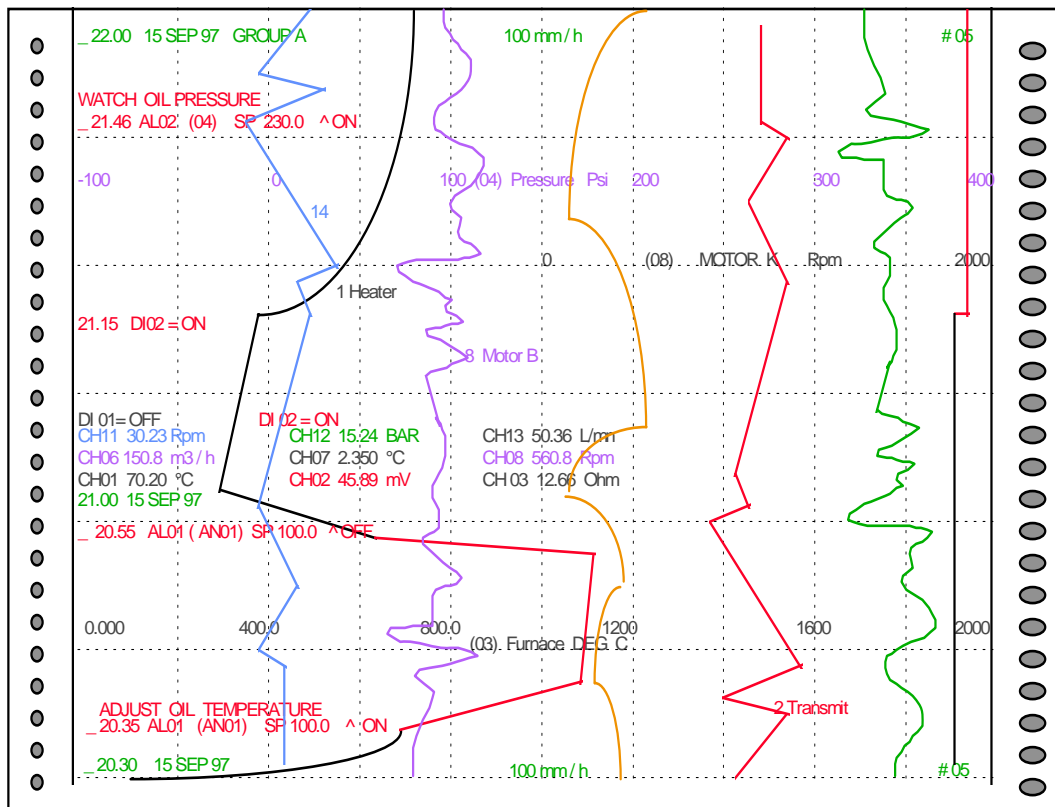 _ 22.00 15 SEP 97 GROUP A 100 mm / h # 05
WATCH OIL PRESSURE
_ 21.46 AL02 (04) SP 230.0 ^ ON
-100 0 100 (04) Pressure Psi 200 300 400
14
0 (08) MOTOR K Rpm 2000
1 Heater
21.15 DI02 = ON
8 Motor B
DI 01= OFF DI 02 = ON
CH11 30.23 Rpm CH12 15.24 BAR CH13 50.36 L/mn
CH06 150.8 m3 / h CH07 2.350 °C CH08 560.8 Rpm
CH01 70.20 °C CH02 45.89 mV CH 03 12.66 Ohm
21.00 15 SEP 97
_ 20.55 AL01 ( AN01) SP 100.0 ^ OFF
0.000 400.0 800.0 1200 1600 2000
(03) Furnace DEG C
ADJUST OIL TEMPERATURE
2 Transmit
_ 20.35 AL01 (AN01) SP 100.0 ^ ON
_ 20.30 15 SEP 97 100 mm / h # 05